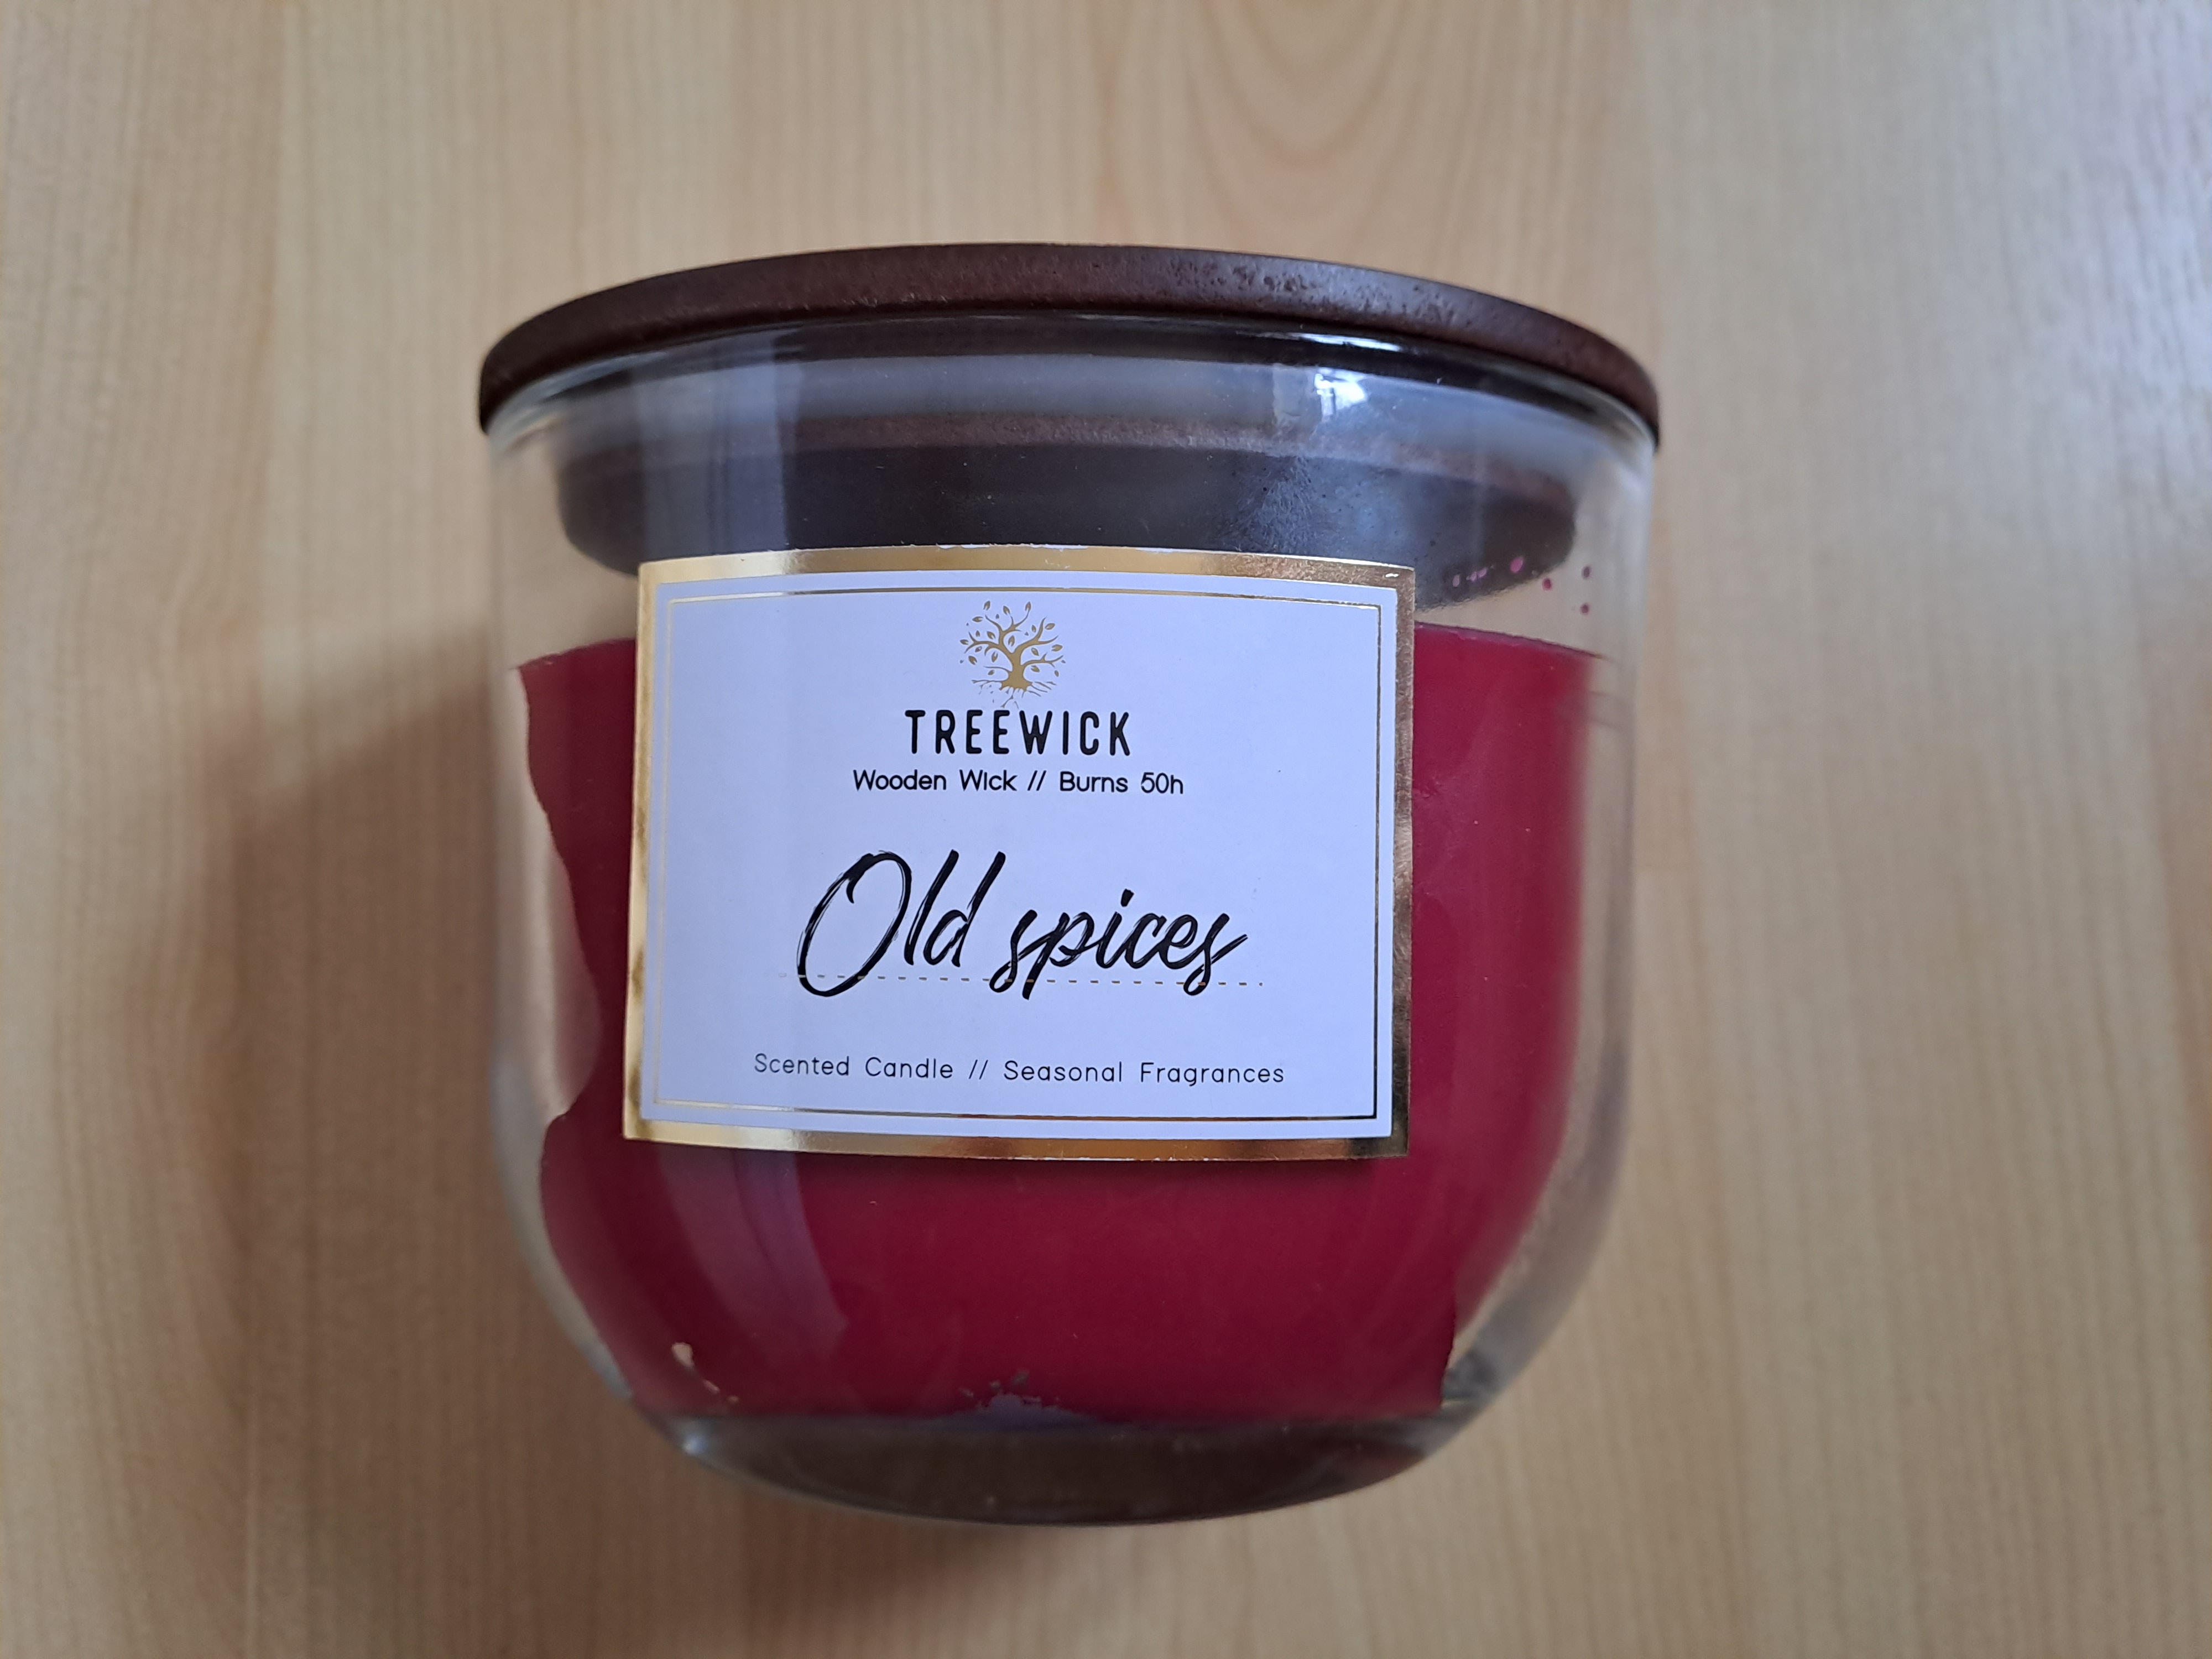 TREEWICK
Wooden Wick // Burns 50h
Old spices
Scented Candle // Seasonal Fragrances